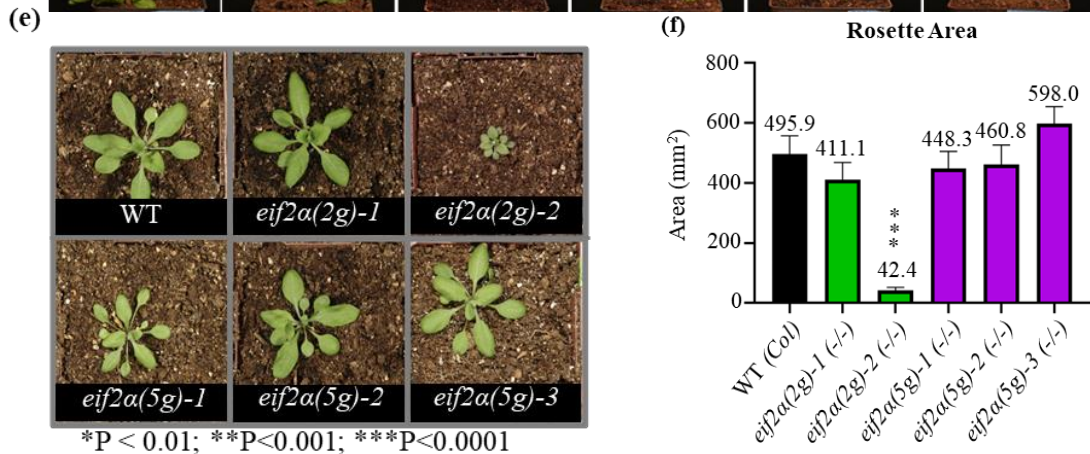 (e)
WT
eif2α(2g)-1
eif2α(2g)-2
eif2α(5g)-1
eif2α(5g)-2
eif2α(5g)-3
*P < 0.01; **P<0.001; ***P<0.0001
(f)
Rosette Area
Area (mm²)
800
600
400
200
0
495.9
411.1
***
42.4
448.3
460.8
598.0
WT (Col)
eif2α(2g)-1 (-/-)
eif2α(2g)-2 (-/-)
eif2α(5g)-1 (-/-)
eif2α(5g)-2 (-/-)
eif2α(5g)-3 (-/-)